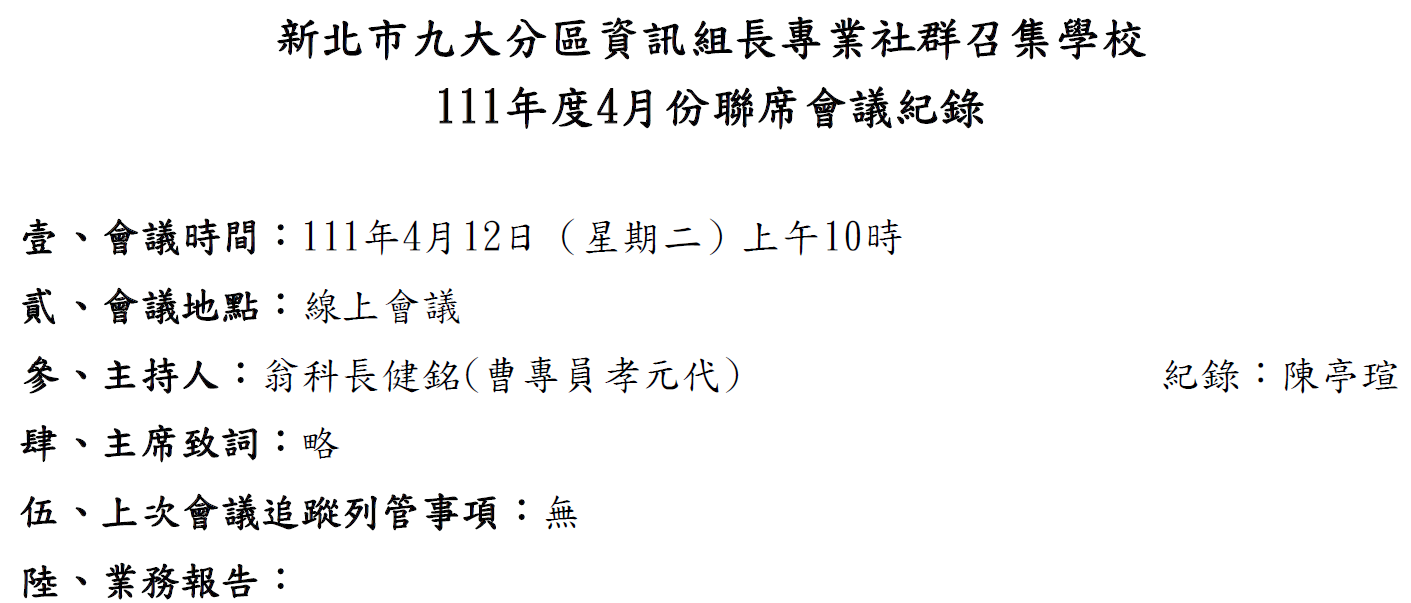 新北市九大分區資訊組長專業社群召集學校
111年度4月份聯席會議紀錄
壹、會議時間：111年4月12日（星期二）上午10時
貳、會議地點：線上會議
參、主持人：翁科長健銘(曹專員孝元代) 紀錄：陳亭瑄
肆、主席致詞：略
伍、上次會議追蹤列管事項：無
陸、業務報告：